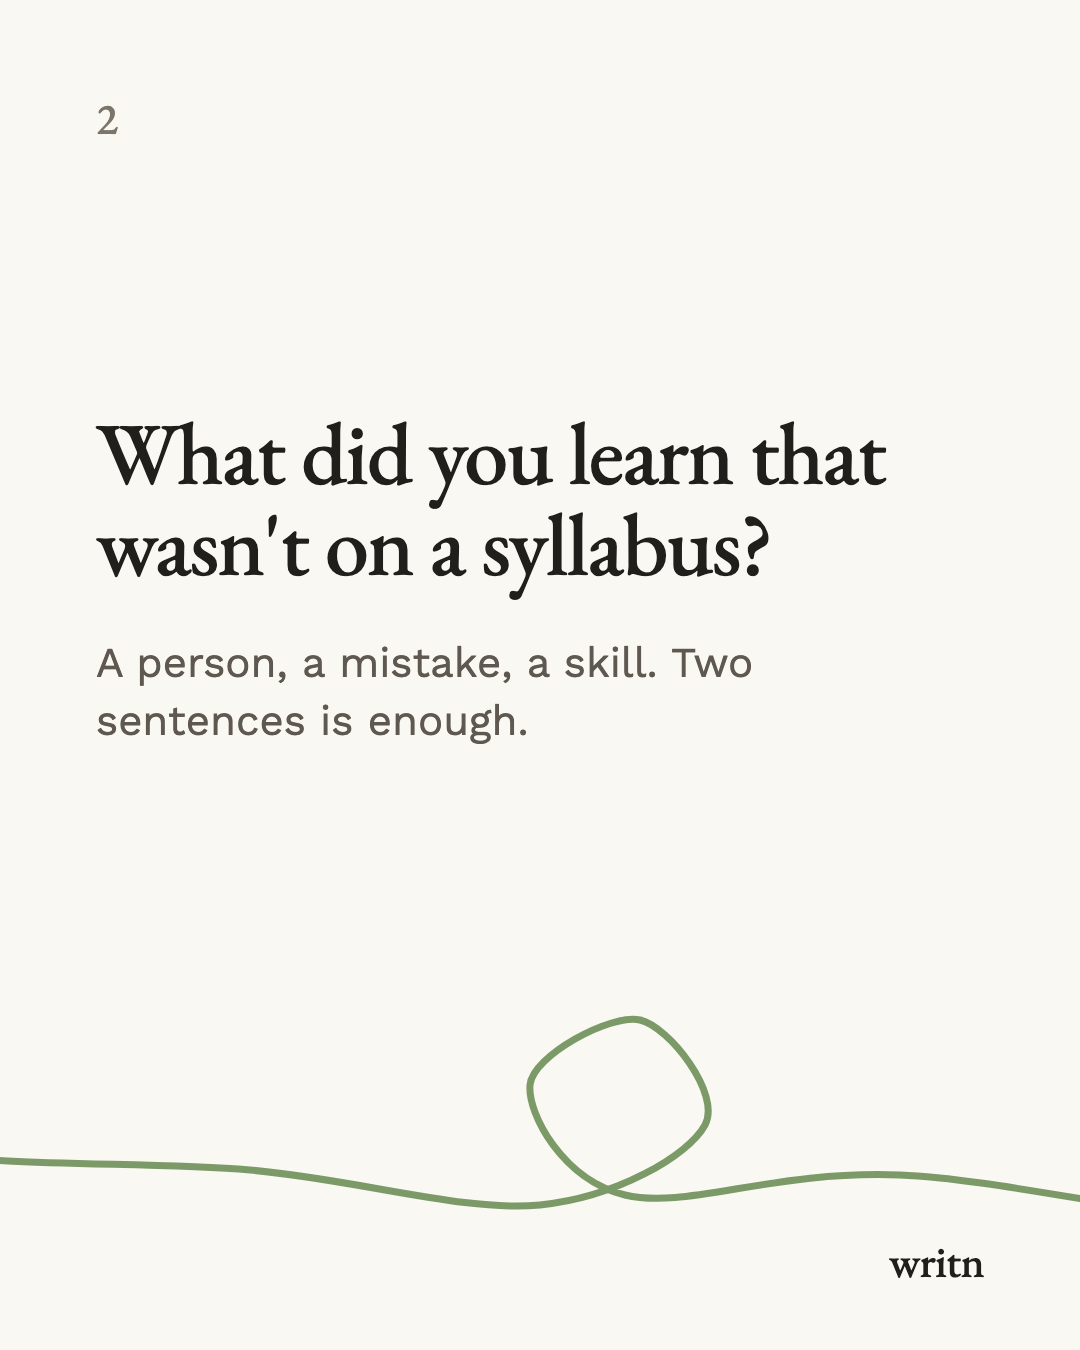 2
What did you learn that
wasn't on a syllabus?
A person, a mistake, a skill. Two
sentences is enough.
writn